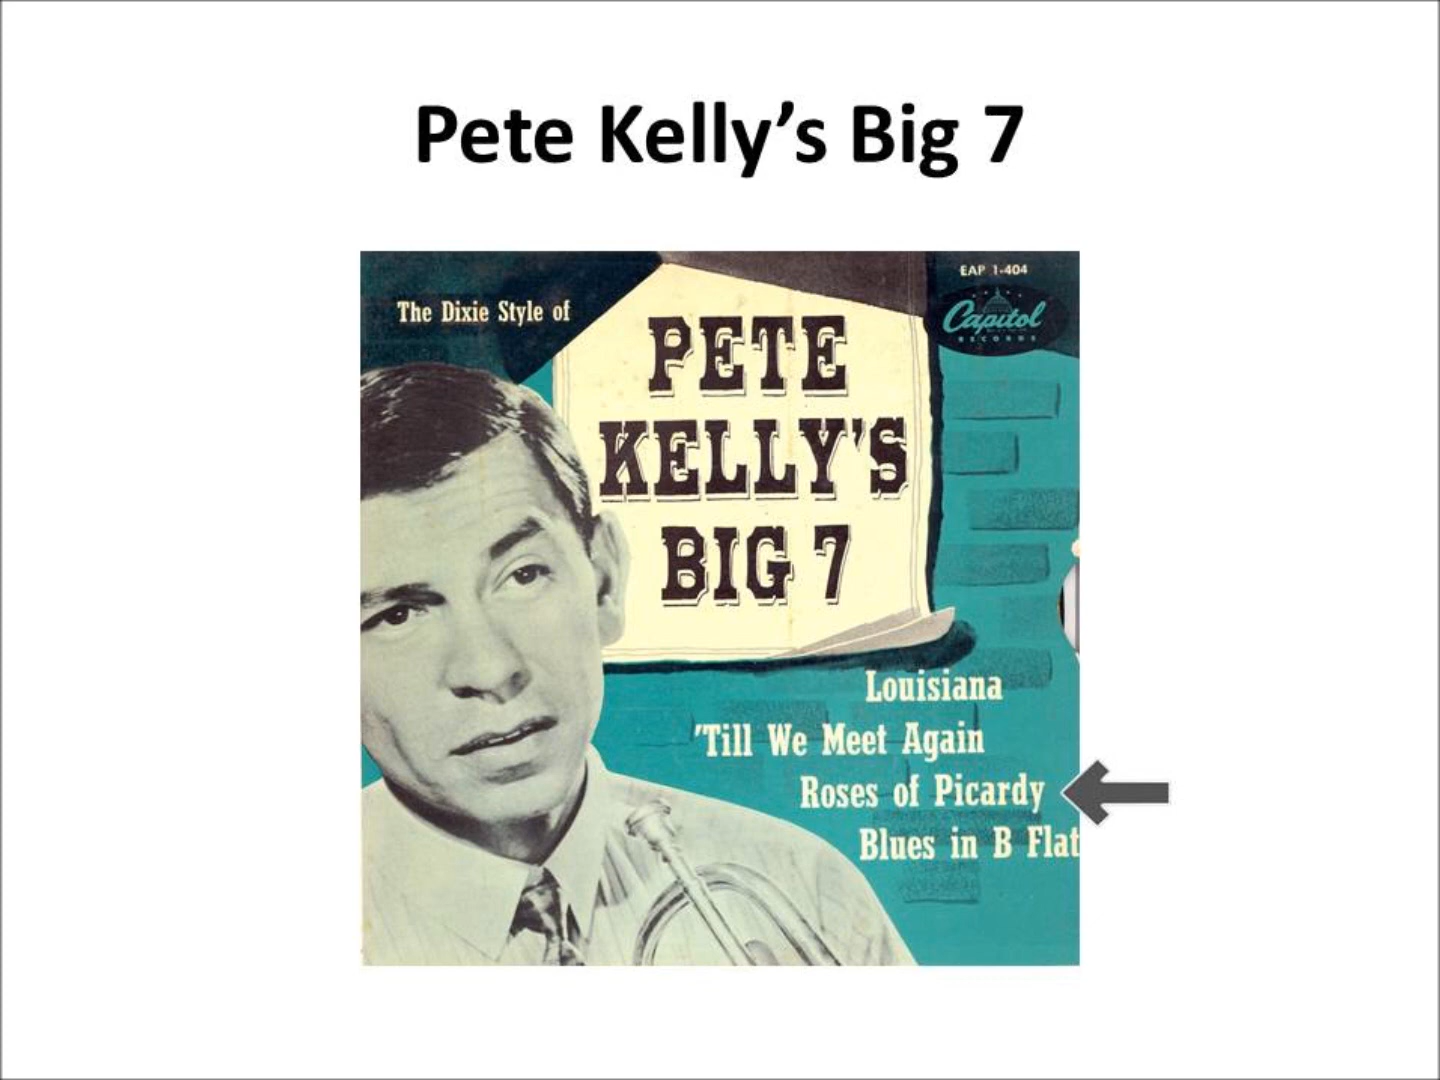 Pete Kelly’s Big 7
EAP 1-404
The Dixie Style of
Capitol
RECORDS
PETE
KELLY'S
BIG 7
Louisiana
'Till We Meet Again
Roses of Picardy
Blues in B Flat